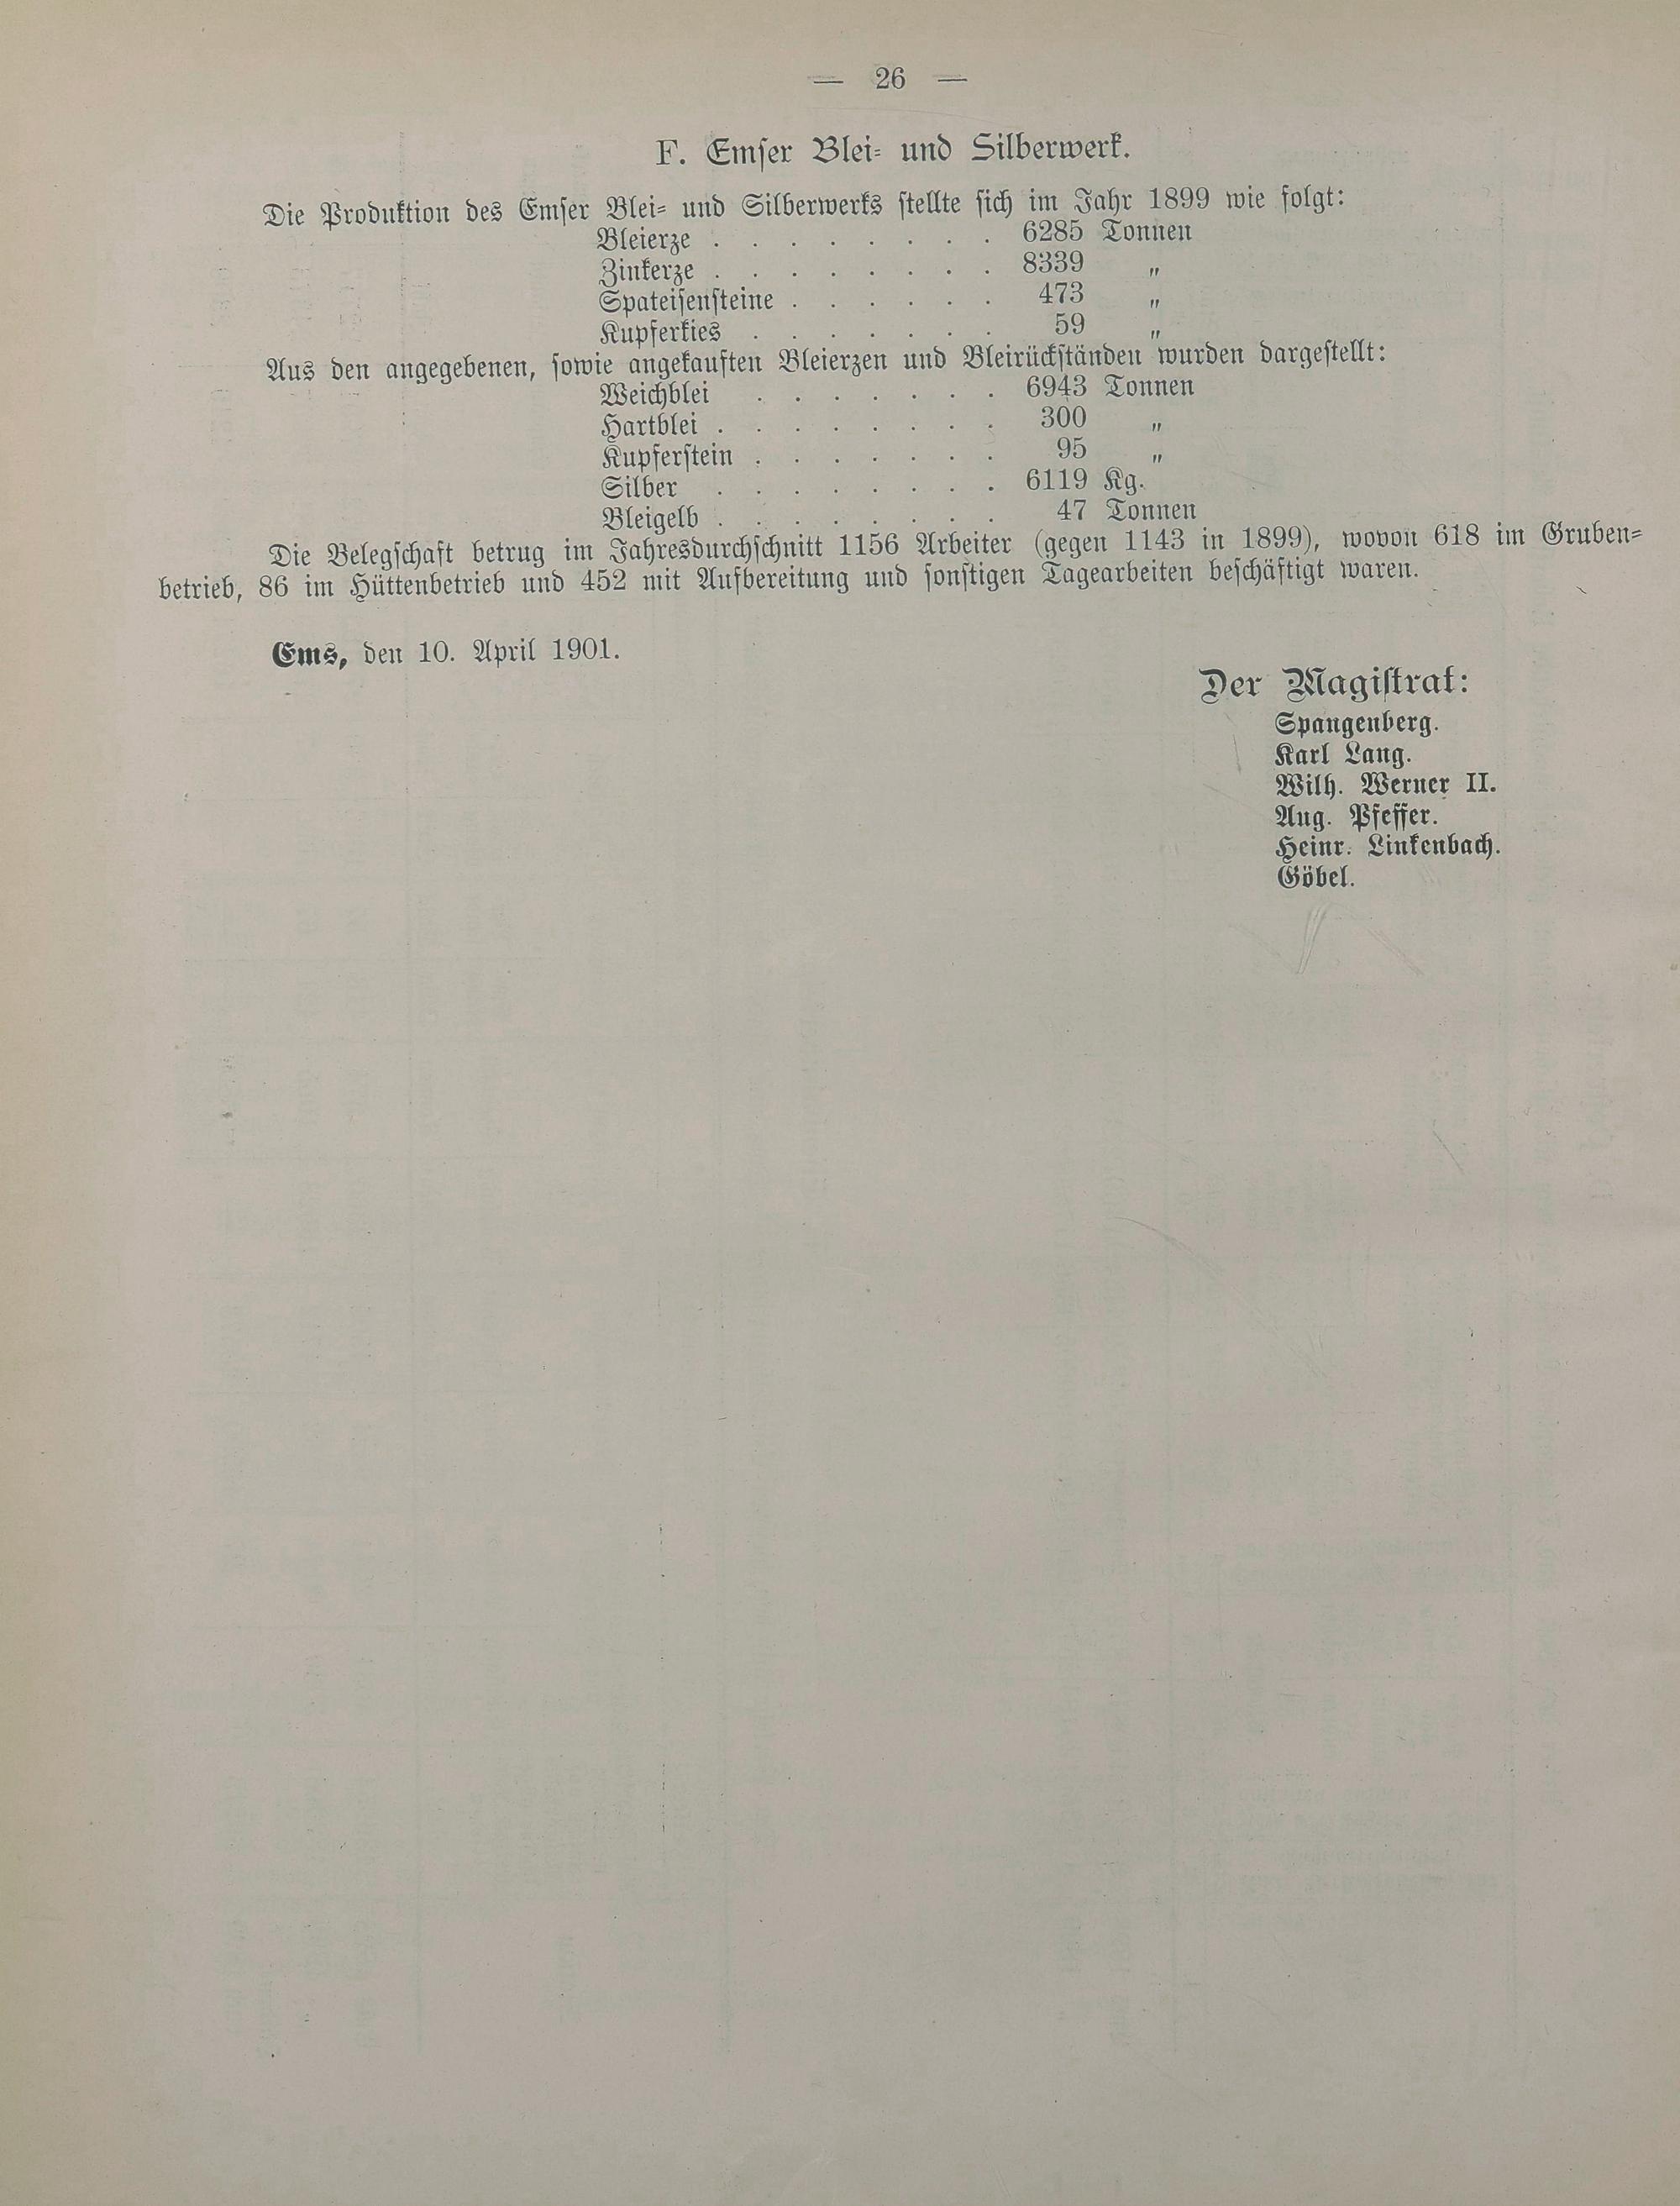 — 26 —
F. Emser Blei- und Silberwerk.
Die Produktion des Emser Blei- und Silberwerks stellte sich im Jahr 1899 wie folgt:
Bleierze . . . . . . . . 6285 Tonnen
Zinkerze . . . . . . . . 8339 „
Spateisensteine . . . . . . 473 „
Kupferkies . . . . . . . 59 „
Aus den angegebenen, sowie angekauften Bleierzen und Bleirückständen wurden dargestellt:
Weichblei . . . . . . . 6943 Tonnen
Hartblei . . . . . . . . 300 „
Kupferstein . . . . . . . 95 „
Silber . . . . . . . . 6119 Kg.
Bleigelb . . . . . . . . 47 Tonnen
Die Belegschaft betrug im Jahresdurchschnitt 1156 Arbeiter (gegen 1143 in 1899), wovon 618 im Gruben-
betrieb, 86 im Hüttenbetrieb und 452 mit Aufbereitung und sonstigen Tagearbeiten beschäftigt waren.
Ems, den 10. April 1901.
Der Magistrat:
Spangenberg.
Karl Lang.
Wilh. Werner II.
Aug. Pfeffer.
Heinr. Linkenbach.
Göbel.